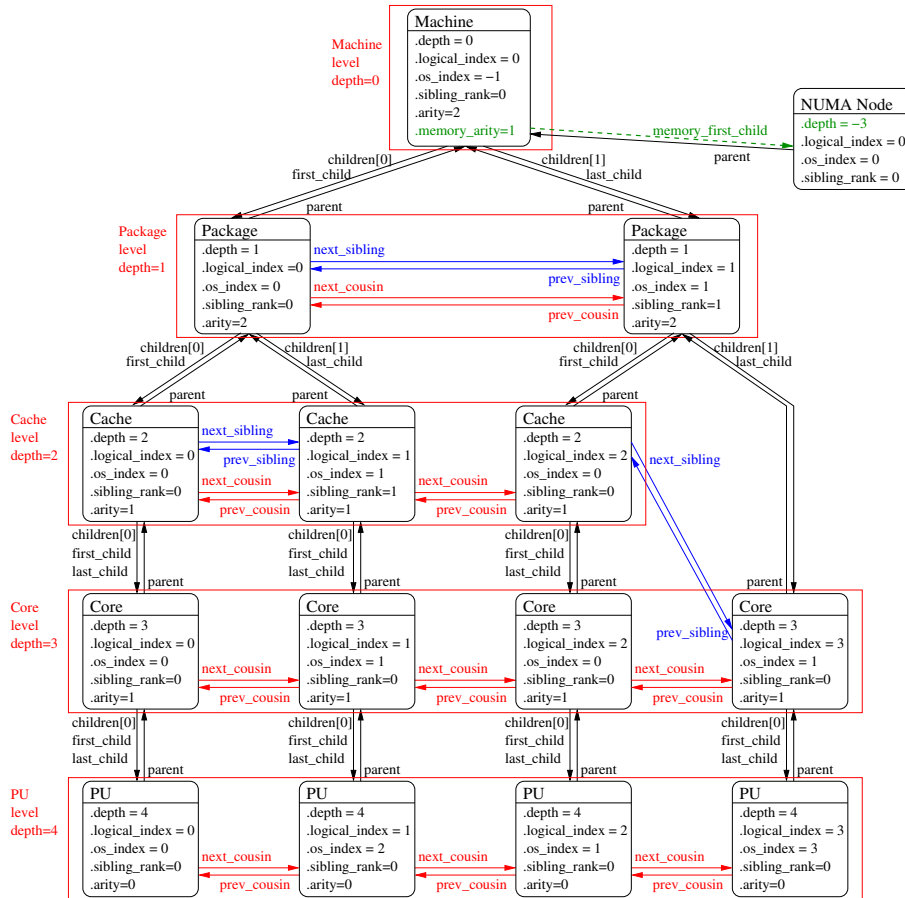 Machine
level
depth=0
Machine
.depth = 0
.logical_index = 0
.os_index = −1
.sibling_rank=0
.arity=2
.memory_arity=1
NUMA Node
.depth = −3
.logical_index = 0
.os_index = 0
.sibling_rank = 0
memory_first_child
parent
children[0]
first_child
parent
children[1]
last_child
parent
Package
level
depth=1
Package
.depth = 1
.logical_index =0
.os_index = 0
.sibling_rank=0
.arity=2
next_sibling
prev_sibling
next_cousin
prev_cousin
Package
.depth = 1
.logical_index = 1
.os_index = 1
.sibling_rank=1
.arity=2
children[0]
first_child
parent
children[1]
last_child
parent
children[0]
first_child
parent
children[1]
last_child
Cache
level
depth=2
Cache
.depth = 2
.logical_index = 0
.os_index = 0
.sibling_rank=0
.arity=1
next_sibling
prev_sibling
next_cousin
prev_cousin
Cache
.depth = 2
.logical_index = 1
.os_index = 1
.sibling_rank=1
.arity=1
next_cousin
prev_cousin
Cache
.depth = 2
.logical_index = 2
.os_index = 0
.sibling_rank=0
.arity=1
next_sibling
prev_sibling
children[0]
first_child
last_child
parent
children[0]
first_child
last_child
parent
children[0]
first_child
last_child
parent
parent
Core
level
depth=3
Core
.depth = 3
.logical_index = 0
.os_index = 0
.sibling_rank=0
.arity=1
next_cousin
prev_cousin
Core
.depth = 3
.logical_index = 1
.os_index = 1
.sibling_rank=0
.arity=1
next_cousin
prev_cousin
Core
.depth = 3
.logical_index = 2
.os_index = 0
.sibling_rank=0
.arity=1
next_cousin
prev_cousin
Core
.depth = 3
.logical_index = 3
.os_index = 1
.sibling_rank=0
.arity=1
children[0]
first_child
last_child
parent
children[0]
first_child
last_child
parent
children[0]
first_child
last_child
parent
children[0]
first_child
last_child
parent
PU
level
depth=4
PU
.depth = 4
.logical_index = 0
.os_index = 0
.sibling_rank=0
.arity=0
next_cousin
prev_cousin
PU
.depth = 4
.logical_index = 1
.os_index = 2
.sibling_rank=0
.arity=0
next_cousin
prev_cousin
PU
.depth = 4
.logical_index = 2
.os_index = 1
.sibling_rank=0
.arity=0
next_cousin
prev_cousin
PU
.depth = 4
.logical_index = 3
.os_index = 3
.sibling_rank=0
.arity=0